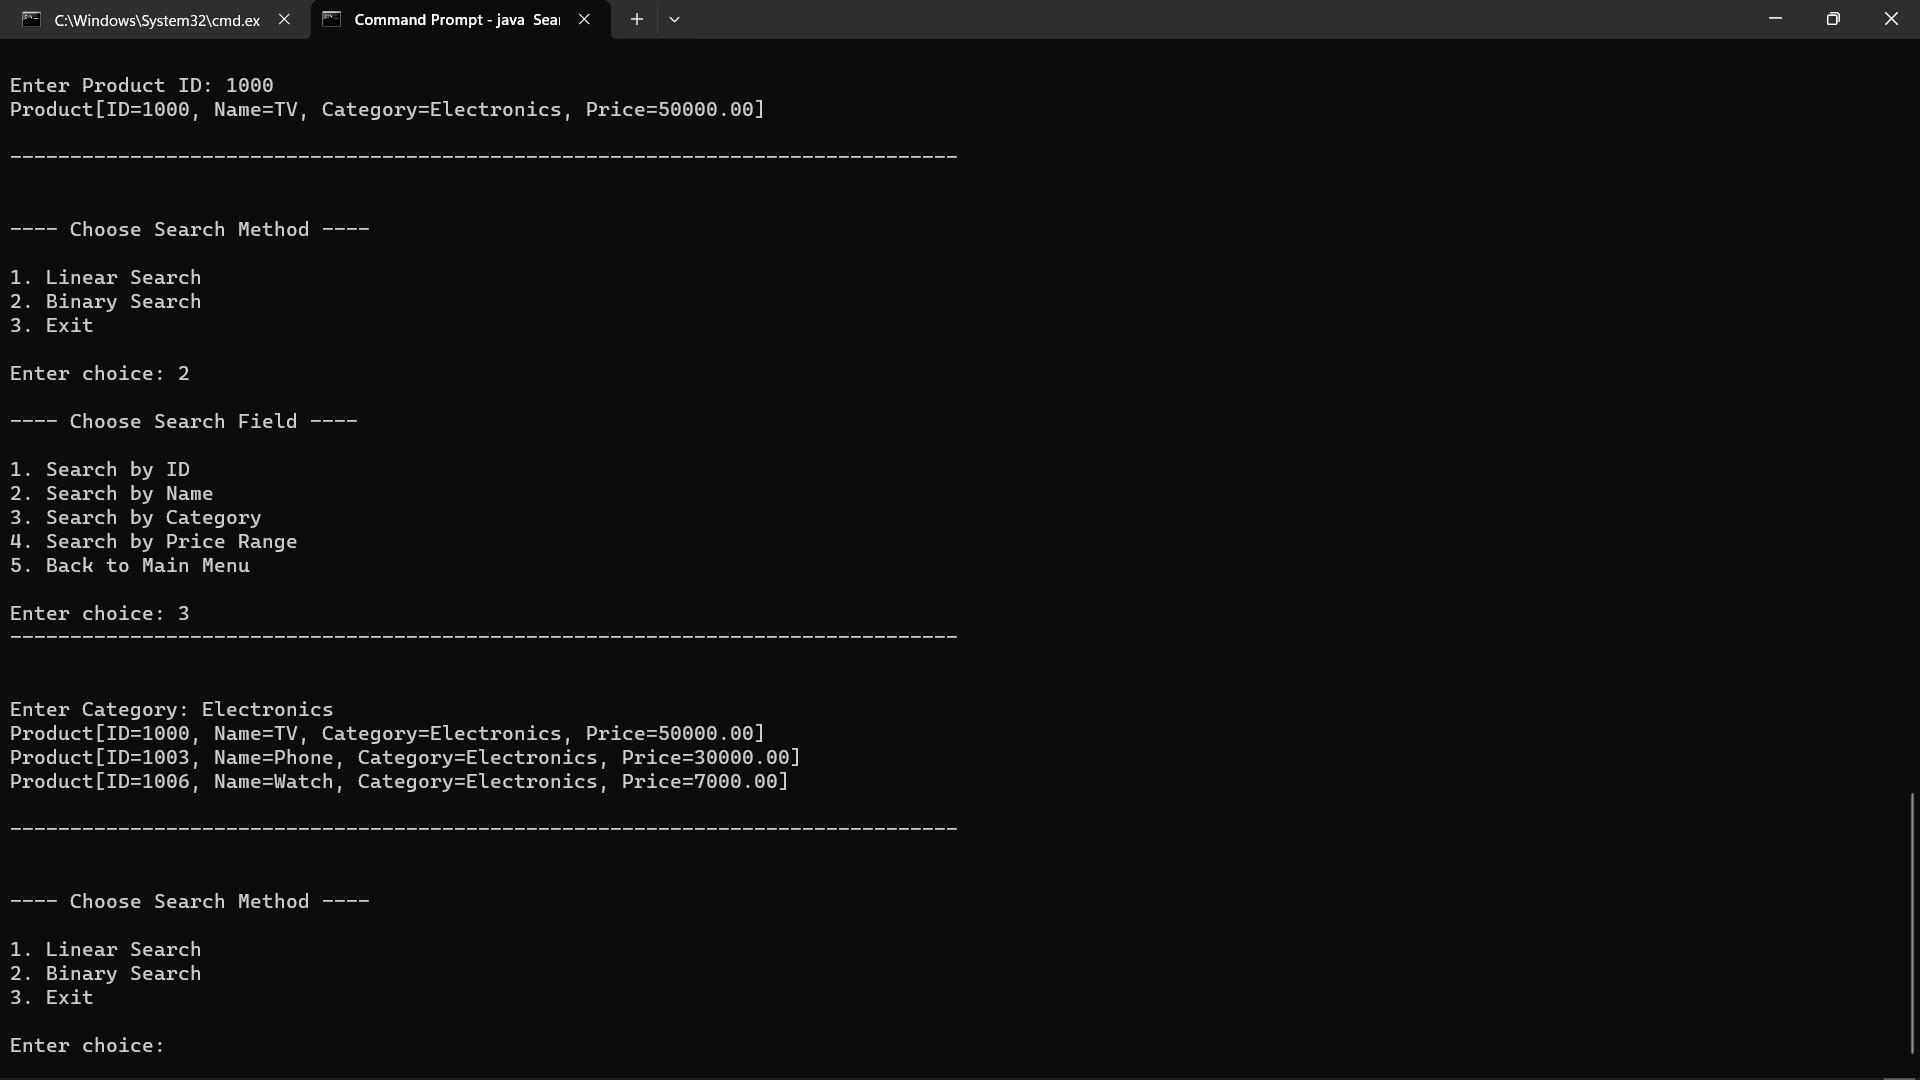 C:\Windows\System32\cmd.ex
Command Prompt - java Sea
Enter Product ID: 1000
Product[ID=1000, Name=TV, Category=Electronics, Price=50000.00]
-------------------------------------------------------------------------------
---- Choose Search Method ----
1. Linear Search
2. Binary Search
3. Exit
Enter choice: 2
---- Choose Search Field ----
1. Search by ID
2. Search by Name
3. Search by Category
4. Search by Price Range
5. Back to Main Menu
Enter choice: 3
-------------------------------------------------------------------------------
Enter Category: Electronics
Product[ID=1000, Name=TV, Category=Electronics, Price=50000.00]
Product[ID=1003, Name=Phone, Category=Electronics, Price=30000.00]
Product[ID=1006, Name=Watch, Category=Electronics, Price=7000.00]
-------------------------------------------------------------------------------
---- Choose Search Method ----
1. Linear Search
2. Binary Search
3. Exit
Enter choice: